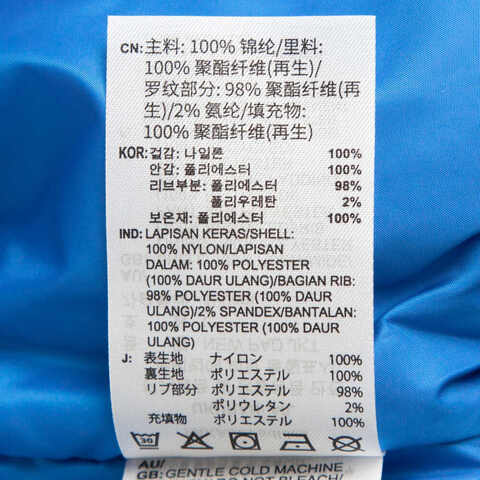 CN: 主料: 100% 锦纶/里料:
100% 聚酯纤维(再生)/
罗纹部分: 98% 聚酯纤维(再
生)/2% 氨纶/填充物:
100% 聚酯纤维(再生)
KOR: 겉감: 나일론 100%
안감: 폴리에스터 100%
리브부분: 폴리에스터 98%
폴리우레탄 2%
보온재: 폴리에스터 100%
IND: LAPISAN KERAS/SHELL:
100% NYLON/LAPISAN
DALAM: 100% POLYESTER
(100% DAUR ULANG)/BAGIAN RIB:
98% POLYESTER (100% DAUR
ULANG)/2% SPANDEX/BANTALAN:
100% POLYESTER (100% DAUR
ULANG)
J: 表生地 ナイロン 100%
裏生地 ポリエステル 100%
リブ部分 ポリエステル 98%
ポリウレタン 2%
充填物 ポリエステル 100%
30
AU/
GB: GENTLE COLD MACHINE